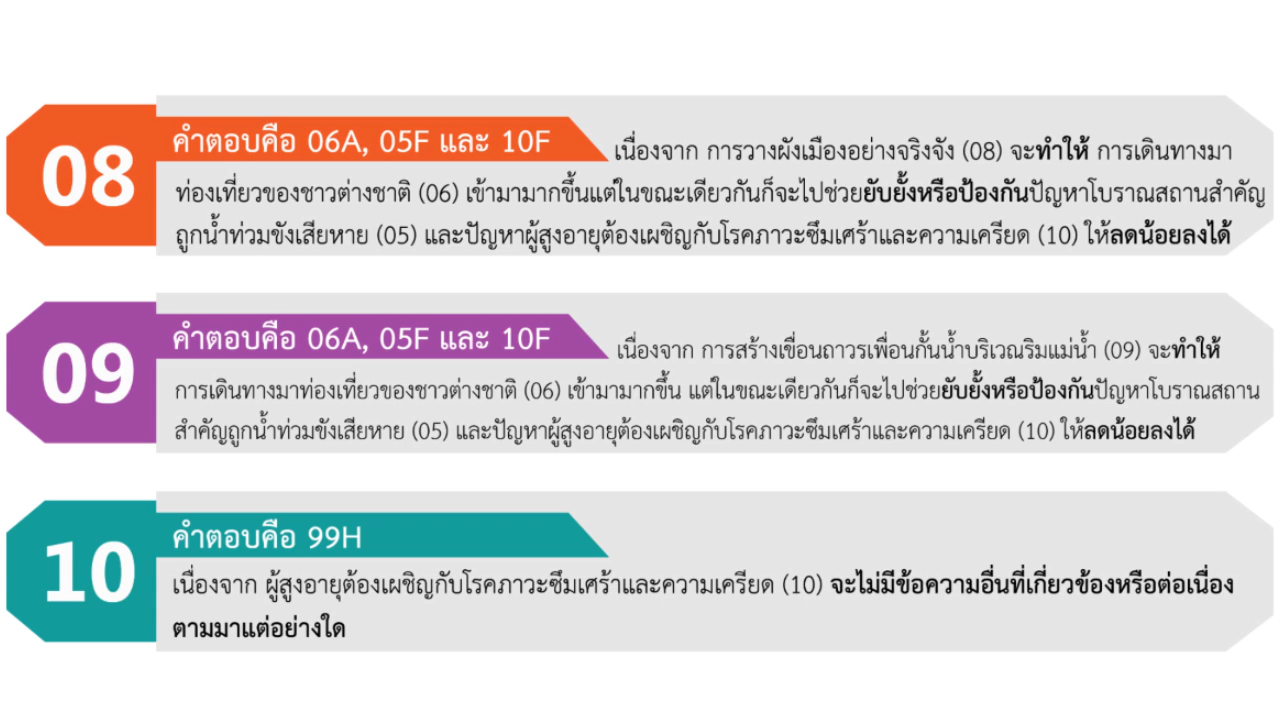 08
คำตอบคือ 06A, 05F และ 10F
เนื่องจาก การวางผังเมืองอย่างจริงจัง (08) จะทำให้ การเดินทางมา
ท่องเที่ยวของชาวต่างชาติ (06) เข้ามามากขึ้นแต่ในขณะเดียวกันก็จะไปช่วยยับยั้งหรือป้องกันปัญหาโบราณสถานสำคัญ
ถูกน้ำท่วมขังเสียหาย (05) และปัญหาผู้สูงอายุต้องเผชิญกับโรคภาวะซึมเศร้าและความเครียด (10) ให้ลดน้อยลงได้
09
คำตอบคือ 06A, 05F และ 10F
เนื่องจาก การสร้างเขื่อนถาวรเพื่อนกั้นน้ำบริเวณริมแม่น้ำ (09) จะทำให้
การเดินทางมาท่องเที่ยวของชาวต่างชาติ (06) เข้ามามากขึ้น แต่ในขณะเดียวกันก็จะไปช่วยยับยั้งหรือป้องกันปัญหาโบราณสถาน
สำคัญถูกน้ำท่วมขังเสียหาย (05) และปัญหาผู้สูงอายุต้องเผชิญกับโรคภาวะซึมเศร้าและความเครียด (10) ให้ลดน้อยลงได้
10
คำตอบคือ 99H
เนื่องจาก ผู้สูงอายุต้องเผชิญกับโรคภาวะซึมเศร้าและความเครียด (10) จะไม่มีข้อความอื่นที่เกี่ยวข้องหรือต่อเนื่อง
ตามมาแต่อย่างใด